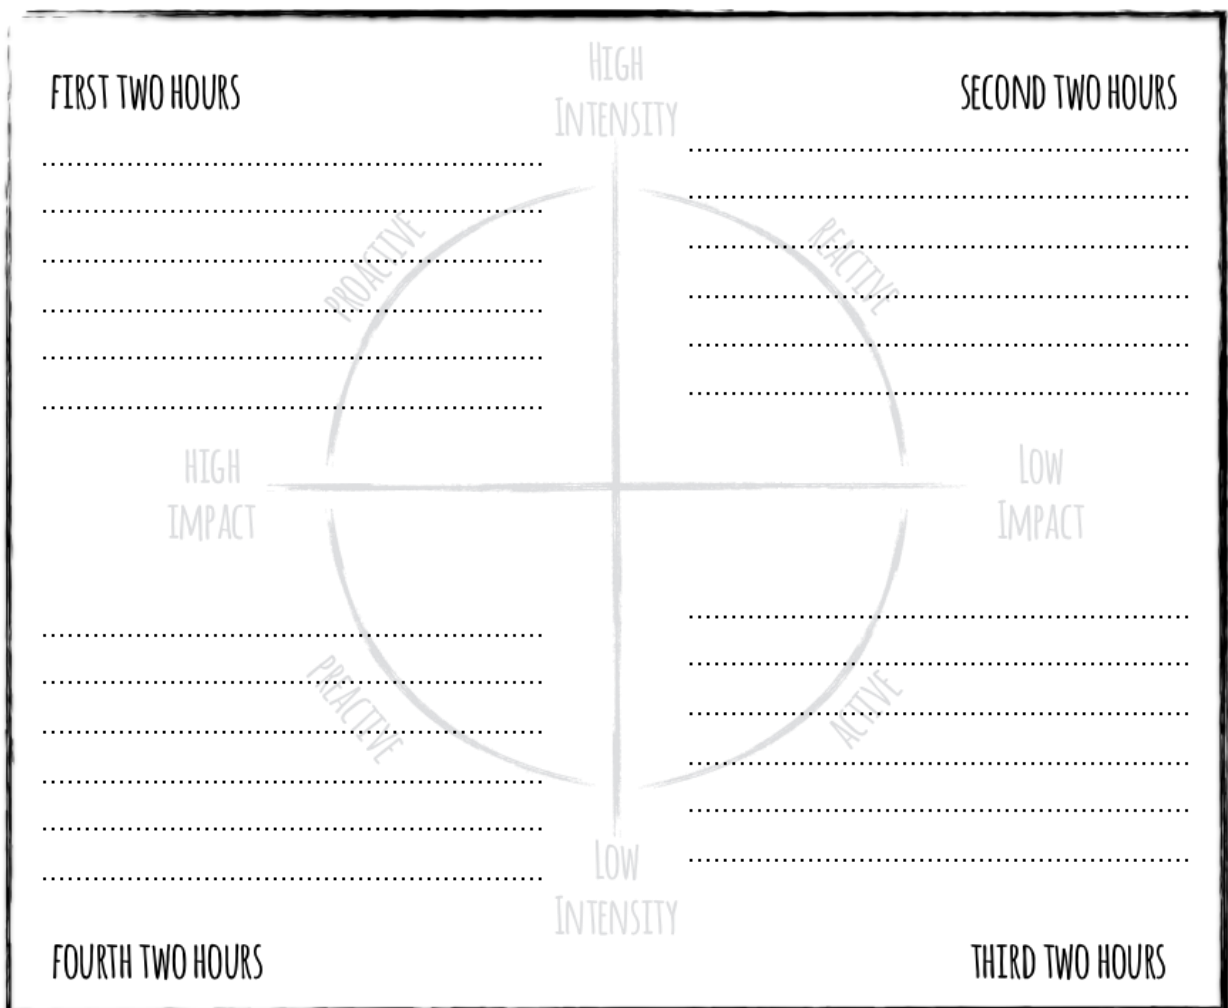 HIGH
INTENSITY
FIRST TWO HOURS
SECOND TWO HOURS
PROACTIVE
REACTIVE
HIGH
IMPACT
LOW
IMPACT
PREACTIVE
ACTIVE
LOW
INTENSITY
FOURTH TWO HOURS
THIRD TWO HOURS